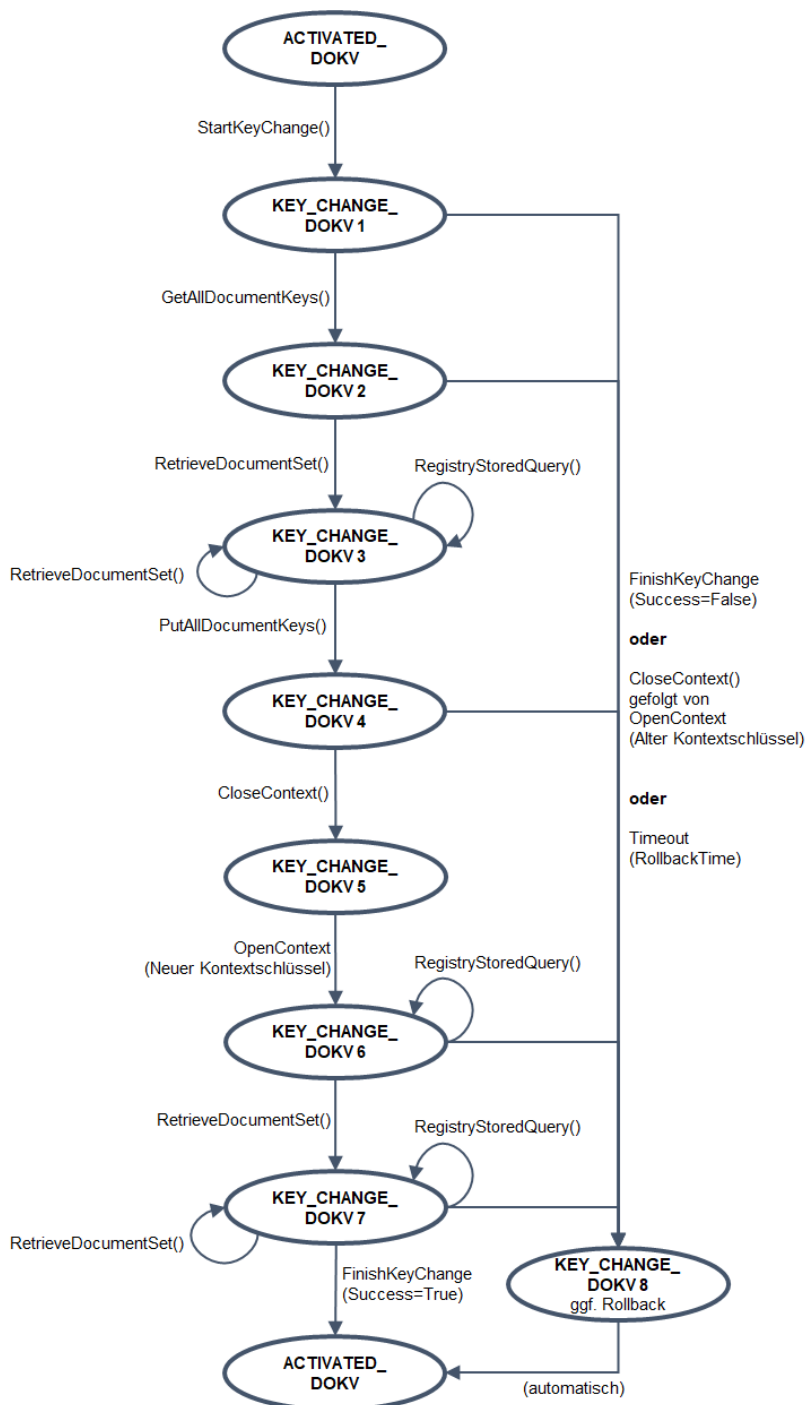 ACTIVATED_
DOKV
StartKeyChange()
KEY_CHANGE_
DOKV 1
GetAllDocumentKeys()
KEY_CHANGE_
DOKV 2
RetrieveDocumentSet()
RegistryStoredQuery()
KEY_CHANGE_
DOKV 3
RetrieveDocumentSet()
FinishKeyChange
(Success=False)
oder
CloseContext()
gefolgt von
OpenContext
(Alter Kontextschlüssel)
oder
Timeout
(RollbackTime)
PutAllDocumentKeys()
KEY_CHANGE_
DOKV 4
CloseContext()
KEY_CHANGE_
DOKV 5
OpenContext
(Neuer Kontextschlüssel)
RegistryStoredQuery()
KEY_CHANGE_
DOKV 6
RetrieveDocumentSet()
RegistryStoredQuery()
KEY_CHANGE_
DOKV 7
RetrieveDocumentSet()
FinishKeyChange
(Success=True)
KEY_CHANGE_
DOKV 8
ggf. Rollback
ACTIVATED_
DOKV
(automatisch)